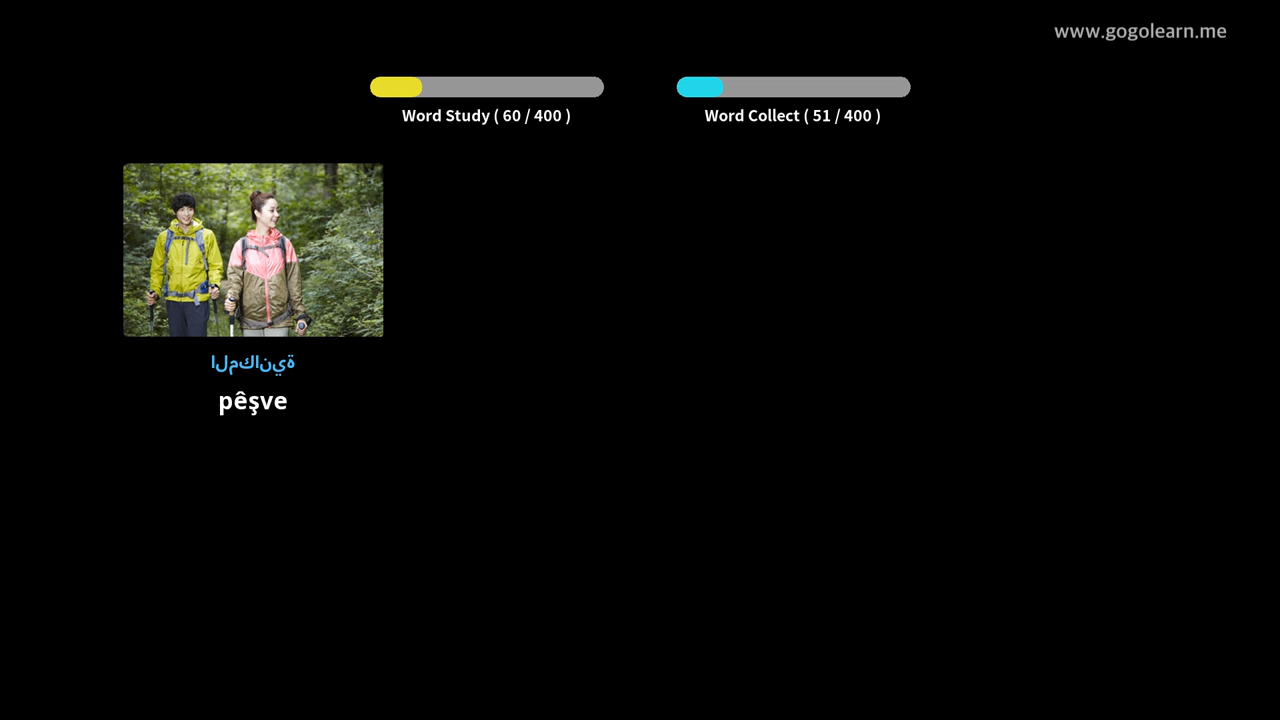 www.gogolearn.me
Word Study ( 60 / 400 )
Word Collect ( 51 / 400 )
المكانية
pêşve